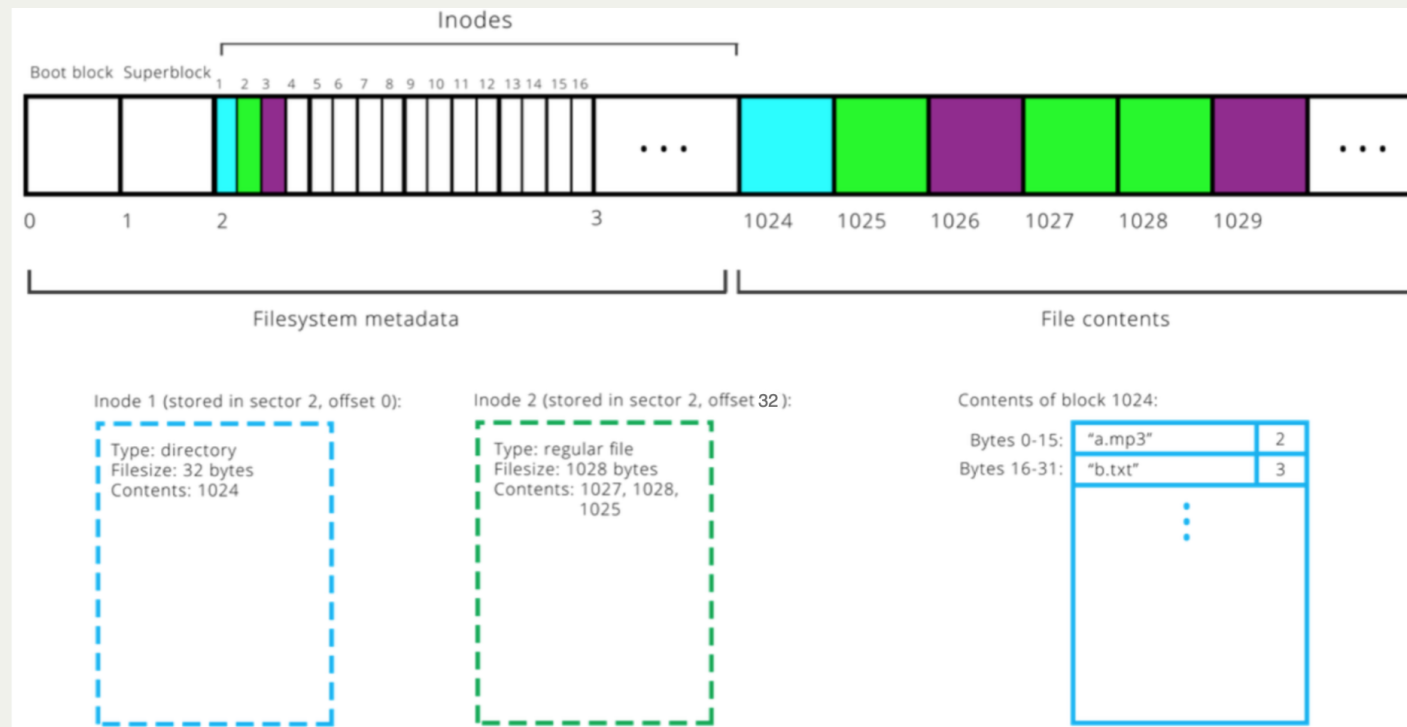 Inodes
Boot block Superblock
1 2 3 4 5 6 7 8 9 10 11 12 13 14 15 16
0 1 2 3 1024 1025 1026 1027 1028 1029
Filesystem metadata
File contents
Inode 1 (stored in sector 2, offset 0):
Type: directory
Filesize: 32 bytes
Contents: 1024
Inode 2 (stored in sector 2, offset 32):
Type: regular file
Filesize: 1028 bytes
Contents: 1027, 1028,
1025
Contents of block 1024:
Bytes 0-15: “a.mp3” 2
Bytes 16-31: “b.txt” 3